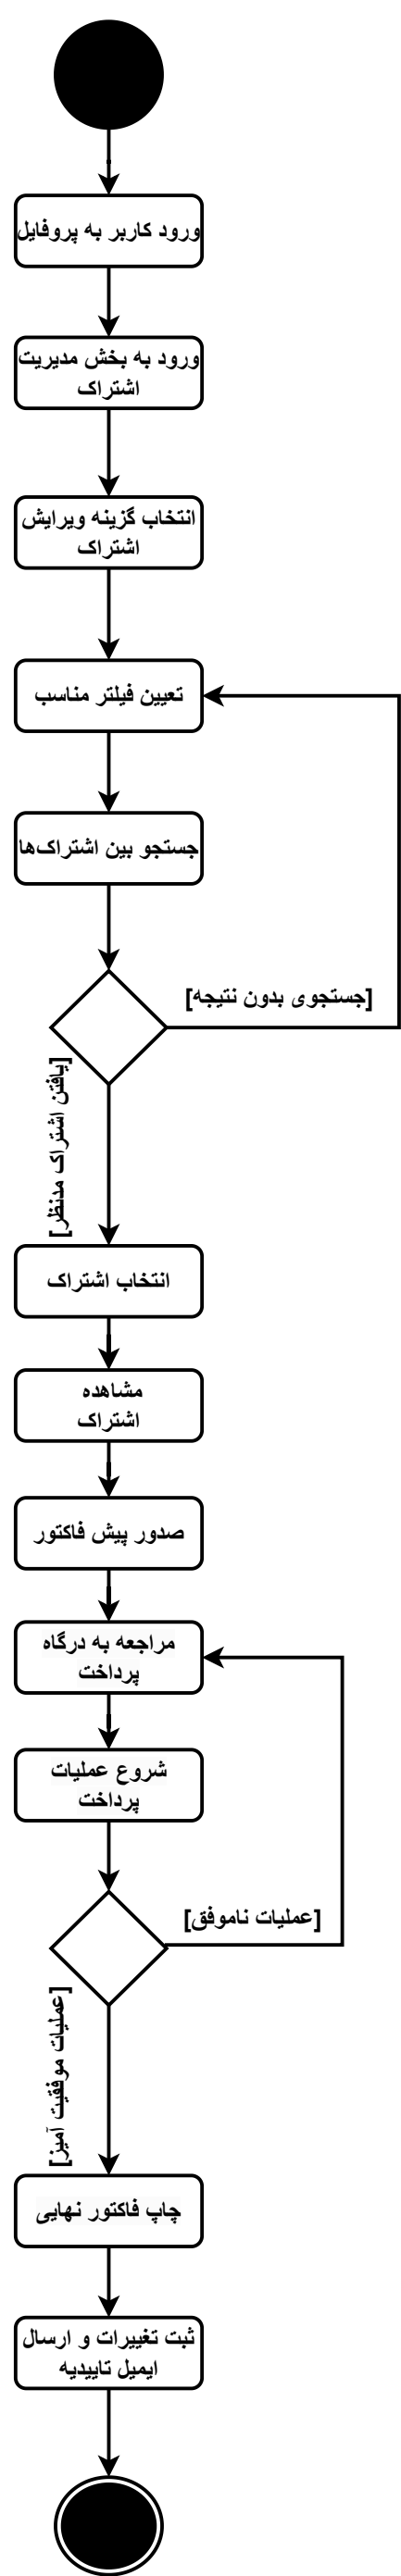 ورود کاربر به پروفایل
ورود به بخش مدیریت
اشتراک
انتخاب گزینه ویرایش
اشتراک
تعیین فیلتر مناسب
جستجو بین اشتراک‌ها
[جستجوی بدون نتیجه]
[یافتن اشتراک مدنظر]
انتخاب اشتراک
مشاهده
اشتراک
صدور پیش فاکتور
مراجعه به درگاه
پرداخت
شروع عملیات
پرداخت
[عملیات ناموفق]
[عملیات موفقیت آمیز]
چاپ فاکتور نهایی
ثبت تغییرات و ارسال
ایمیل تاییدیه